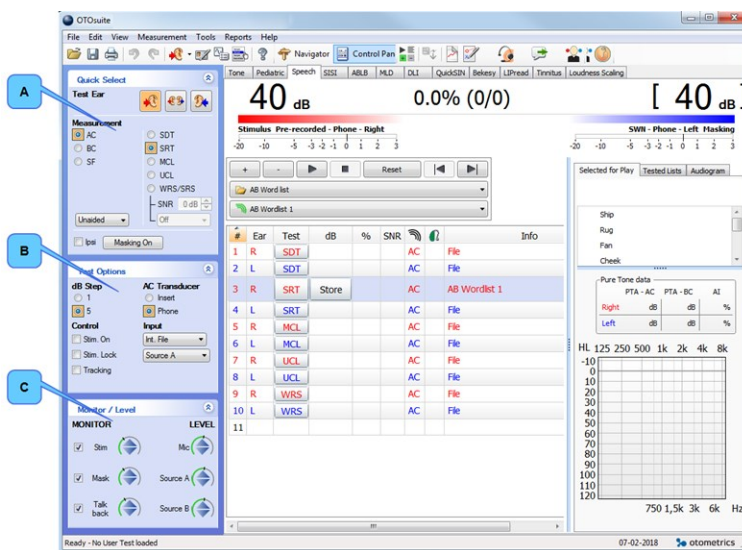 OTOsuite
File Edit View Measurement Tools Reports Help
Navigator Control Pan
Tone Pediatric Speech SISI ABLB MLD DLI QuickSIN Bekesy LIPread Tinnitus Loudness Scaling
A
Quick Select
Test Ear
Measurement
AC SDT
BC SRT
SF MCL
UCL
WRS/SRS
SNR 0 dB
Unaided Off
Ipsi Masking On
B
Test Options
dB Step AC Transducer
1 Insert
5 Phone
Control Input
Stim. On Int. File
Stim. Lock Source A
Tracking
C
Monitor / Level
MONITOR LEVEL
Stim Mic
Mask Source A
Talk back Source B
40 dB 0.0% (0/0) [ 40 dB ]
Stimulus Pre-recorded - Phone - Right SWN - Phone - Left Masking
-20 -10 -5 -3 -2 -1 0 1 2 3 -20 -10 -5 -3 -2 -1 0 1 2 3
+ - Reset
AB Word list
AB Wordlist 1
# Ear Test dB % SNR Info
1 R SDT AC File
2 L SDT AC File
3 R SRT Store AC AB Wordlist 1
4 L SRT AC File
5 R MCL AC File
6 L MCL AC File
7 R UCL AC File
8 L UCL AC File
9 R WRS AC File
10 L WRS AC File
11
Selected for Play Tested Lists Audiogram
Ship
Rug
Fan
Cheek
Pure Tone data
PTA - AC PTA - BC AI
Right dB dB %
Left dB dB %
HL 125 250 500 1k 2k 4k 8k
-10
0
10
20
30
40
50
60
70
80
90
100
110
120
750 1,5k 3k 6k Hz
Ready - No User Test loaded 07-02-2018 otometrics